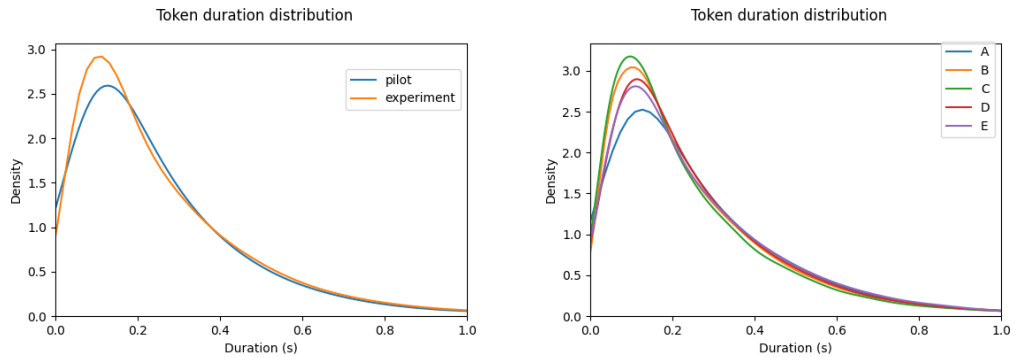 Token duration distribution
3.0
2.5
2.0
1.5
1.0
0.5
0.0
Density
0.0 0.2 0.4 0.6 0.8 1.0
Duration (s)
pilot
experiment
Token duration distribution
3.0
2.5
2.0
1.5
1.0
0.5
0.0
Density
0.0 0.2 0.4 0.6 0.8 1.0
Duration (s)
A
B
C
D
E